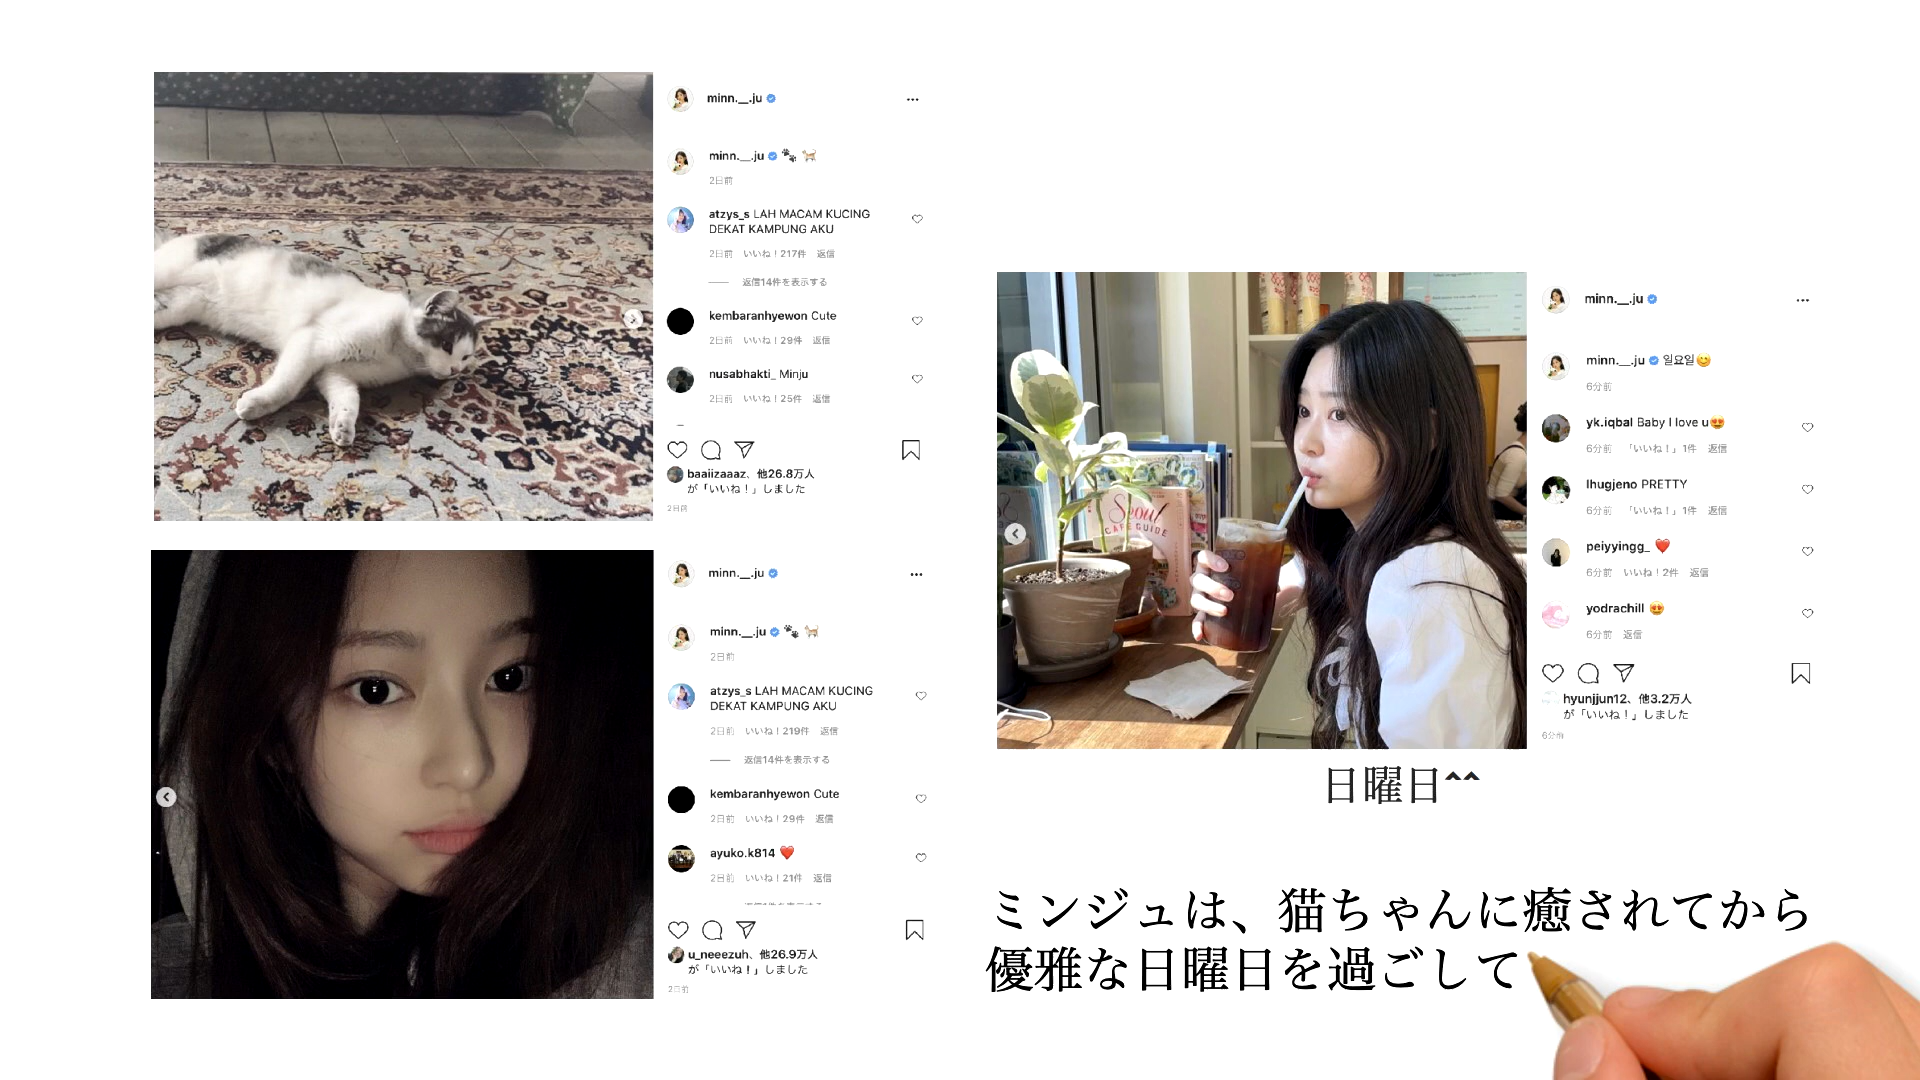 minn.__.ju
minn.__.ju 🐾 🐈
2日前
atzys_s LAH MACAM KUCING
DEKAT KAMPUNG AKU
2日前 いいね！217件 返信
返信14件を表示する
kembaranhyewon Cute
2日前 いいね！29件 返信
nusabhakti_ Minju
2日前 いいね！25件 返信
baaiizaaaz、他26.8万人
が「いいね！」しました
2日前
minn.__.ju
minn.__.ju 🐾 🐈
2日前
atzys_s LAH MACAM KUCING
DEKAT KAMPUNG AKU
2日前 いいね！219件 返信
返信14件を表示する
kembaranhyewon Cute
2日前 いいね！29件 返信
ayuko.k814 ❤️
2日前 いいね！21件 返信
u_neeezuh、他26.9万人
が「いいね！」しました
2日前
Seoul
CAFE GUIDE
minn.__.ju
minn.__.ju 일요일😊
6分前
yk.iqbal Baby I love u😍
6分前 「いいね！」1件 返信
lhugjeno PRETTY
6分前 「いいね！」1件 返信
peiyyingg_ ❤️
6分前 いいね！2件 返信
yodrachill 😍
6分前 返信
hyunjjun12、他3.2万人
が「いいね！」しました
6分前
日曜日^^
ミンジュは、猫ちゃんに癒されてから
優雅な日曜日を過ごして